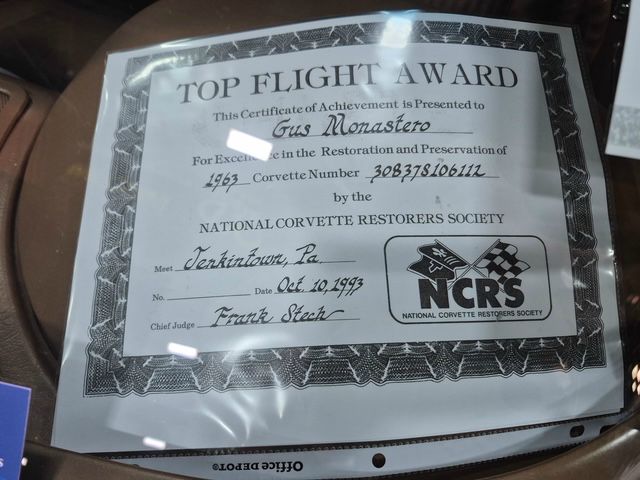 TOP FLIGHT AWARD
This Certificate of Achievement is Presented to
Gus Monastero
For Excellence in the Restoration and Preservation of
1963 Corvette Number 30837S106112
by the
NATIONAL CORVETTE RESTORERS SOCIETY
Meet Jenkintown, Pa.
No. Date Oct. 10, 1993
Chief Judge Frank Stech
NCRS
NATIONAL CORVETTE RESTORERS SOCIETY
Office DEPOT®